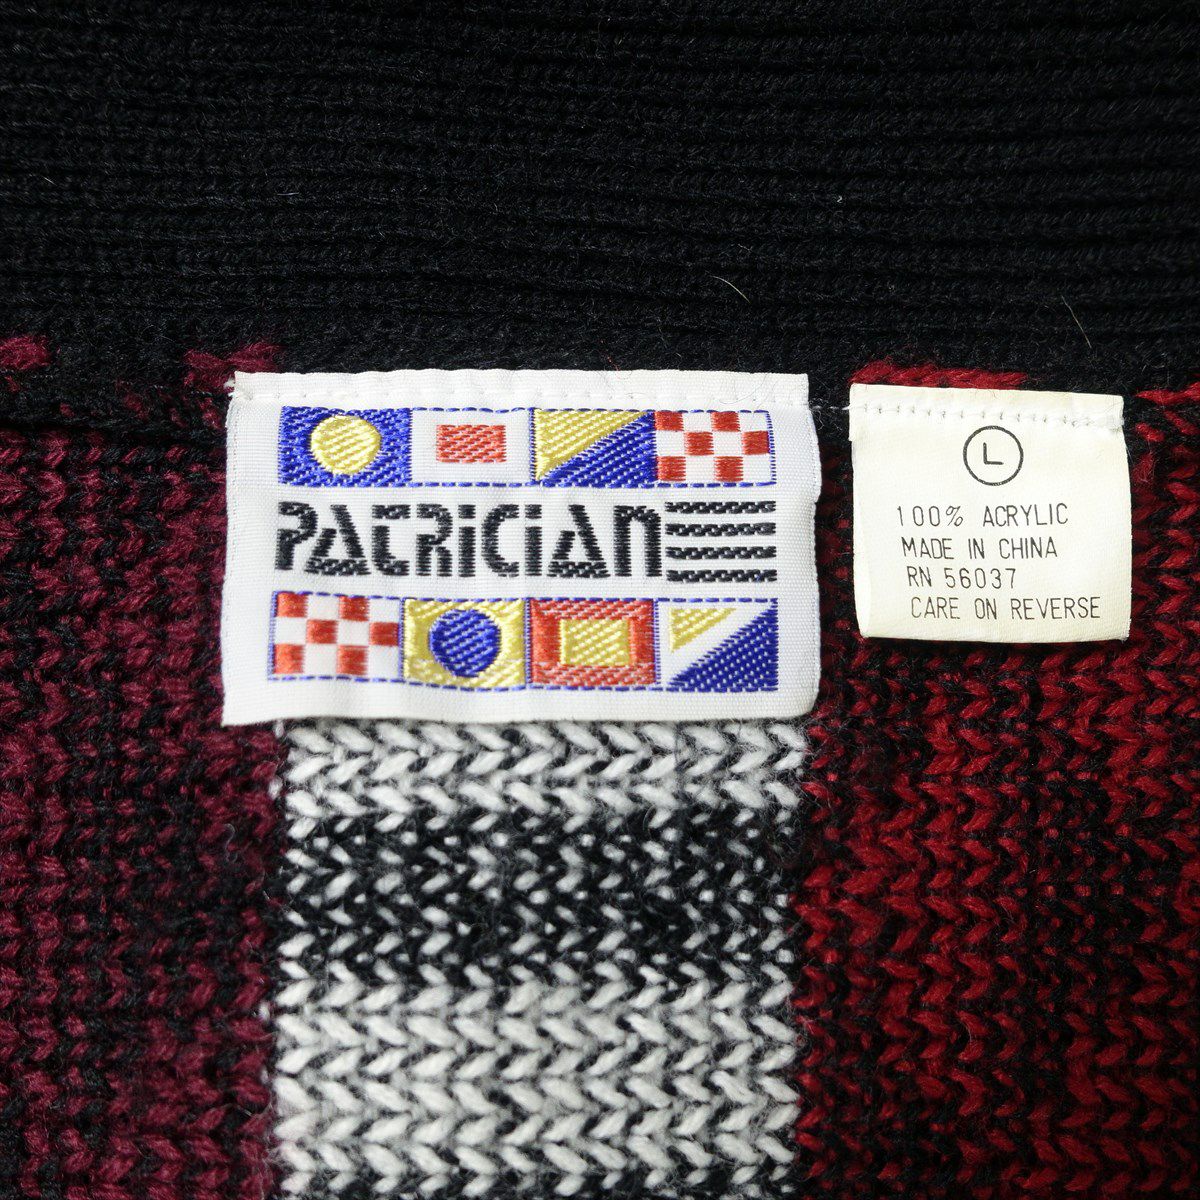 PATRICIAN
L
100% ACRYLIC
MADE IN CHINA
RN 56037
CARE ON REVERSE